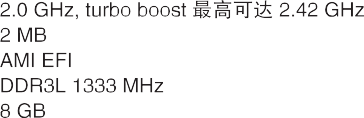 2.0 GHz, turbo boost 最高可达 2.42 GHz
2 MB
AMI EFI
DDR3L 1333 MHz
8 GB